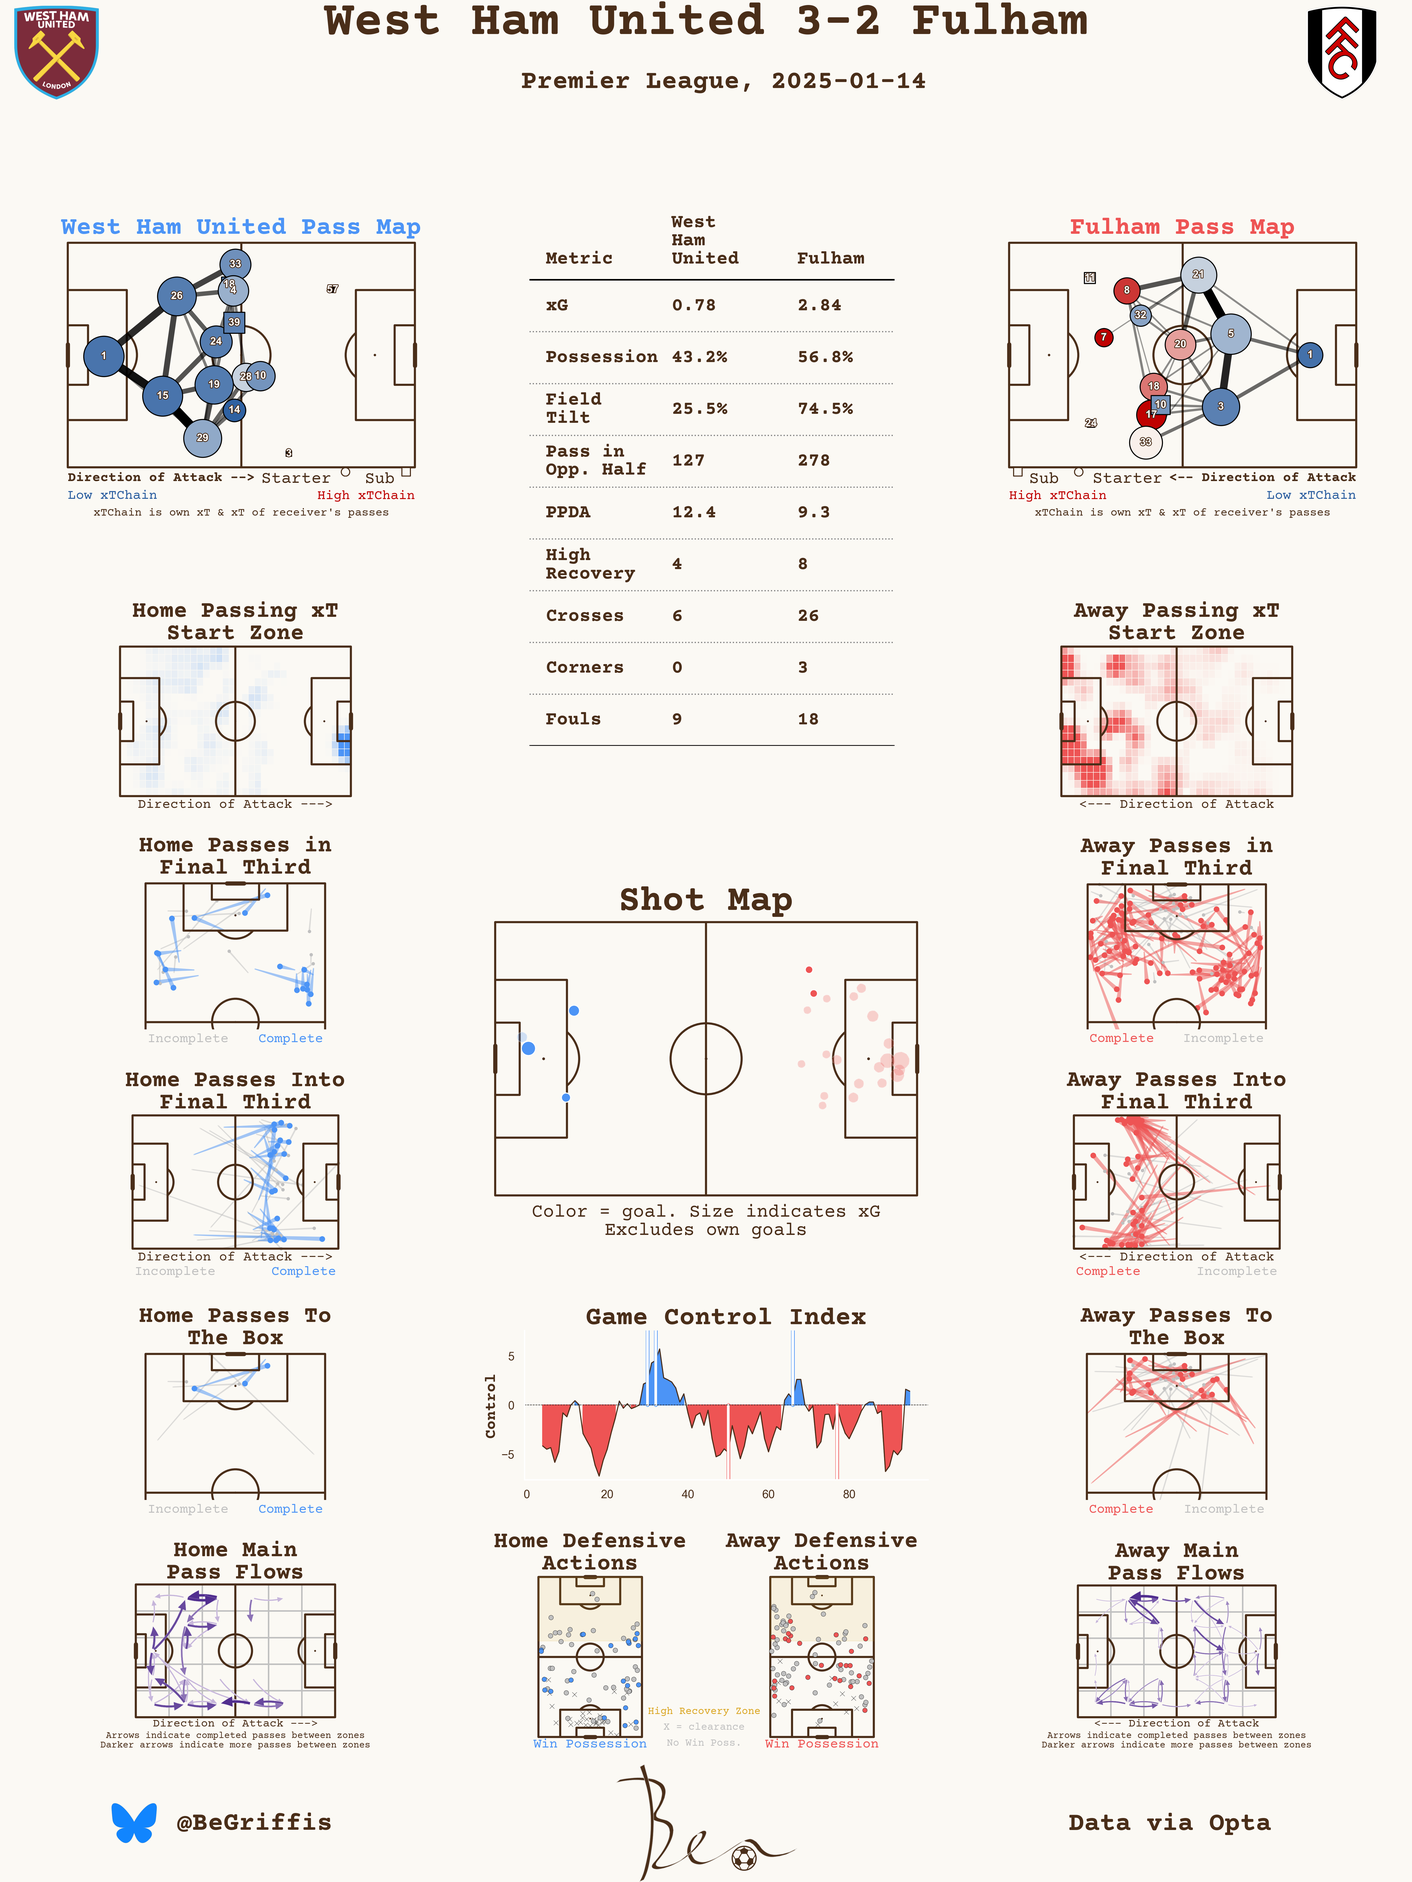 West Ham United 3-2 Fulham
Premier League, 2025-01-14
WEST HAM
UNITED
LONDON
FFC
West Ham United Pass Map
33
18
4
26
57
39
24
1
28
10
19
15
14
29
3
Direction of Attack --> Starter Sub
Low xTChain High xTChain
xTChain is own xT & xT of receiver's passes
West
Ham
Metric United Fulham
xG 0.78 2.84
Possession 43.2% 56.8%
Field
Tilt 25.5% 74.5%
Pass in
Opp. Half 127 278
PPDA 12.4 9.3
High
Recovery 4 8
Crosses 6 26
Corners 0 3
Fouls 9 18
Fulham Pass Map
11
21
8
32
7
5
20
1
18
10
17
3
24
33
Sub Starter <-- Direction of Attack
High xTChain Low xTChain
xTChain is own xT & xT of receiver's passes
Home Passing xT
Start Zone
Direction of Attack --->
Away Passing xT
Start Zone
<--- Direction of Attack
Home Passes in
Final Third
Incomplete Complete
Away Passes in
Final Third
Complete Incomplete
Shot Map
Color = goal. Size indicates xG
Excludes own goals
Home Passes Into
Final Third
Direction of Attack --->
Incomplete Complete
Away Passes Into
Final Third
<--- Direction of Attack
Complete Incomplete
Home Passes To
The Box
Incomplete Complete
Game Control Index
Control
5
0
−5
0 20 40 60 80
Away Passes To
The Box
Complete Incomplete
Home Main
Pass Flows
Direction of Attack --->
Arrows indicate completed passes between zones
Darker arrows indicate more passes between zones
Home Defensive
Actions
Win Possession
Away Defensive
Actions
Win Possession
High Recovery Zone
X = clearance
No Win Poss.
Away Main
Pass Flows
<--- Direction of Attack
Arrows indicate completed passes between zones
Darker arrows indicate more passes between zones
@BeGriffis
Ben
Data via Opta